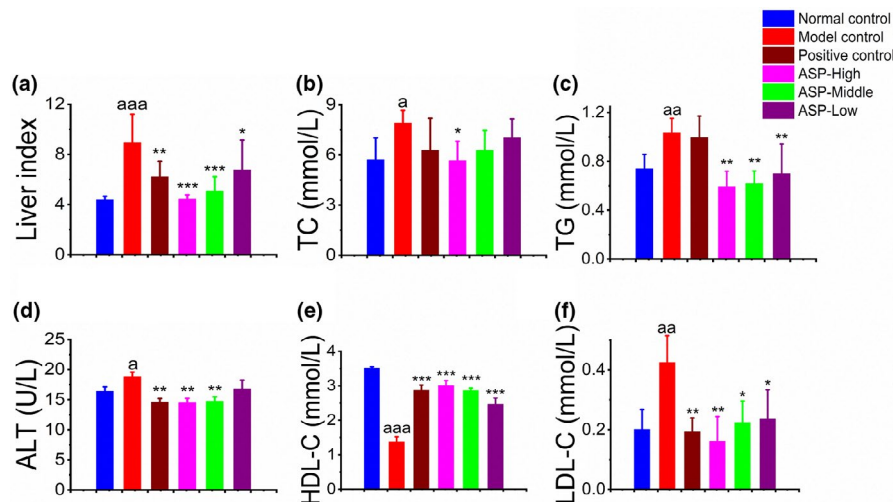 Normal control
Model control
Positive control
ASP-High
ASP-Middle
ASP-Low
(a)
Liver index
12
8
4
0
aaa
**
***
***
*
(b)
TC (mmol/L)
9
6
3
0
a
*
(c)
TG (mmol/L)
1.2
0.8
0.4
0.0
aa
**
**
**
(d)
ALT (U/L)
25
20
15
10
5
0
a
**
**
**
(e)
HDL-C (mmol/L)
4
3
2
1
0
aaa
***
***
***
***
(f)
LDL-C (mmol/L)
0.4
0.2
0.0
aa
**
**
*
*